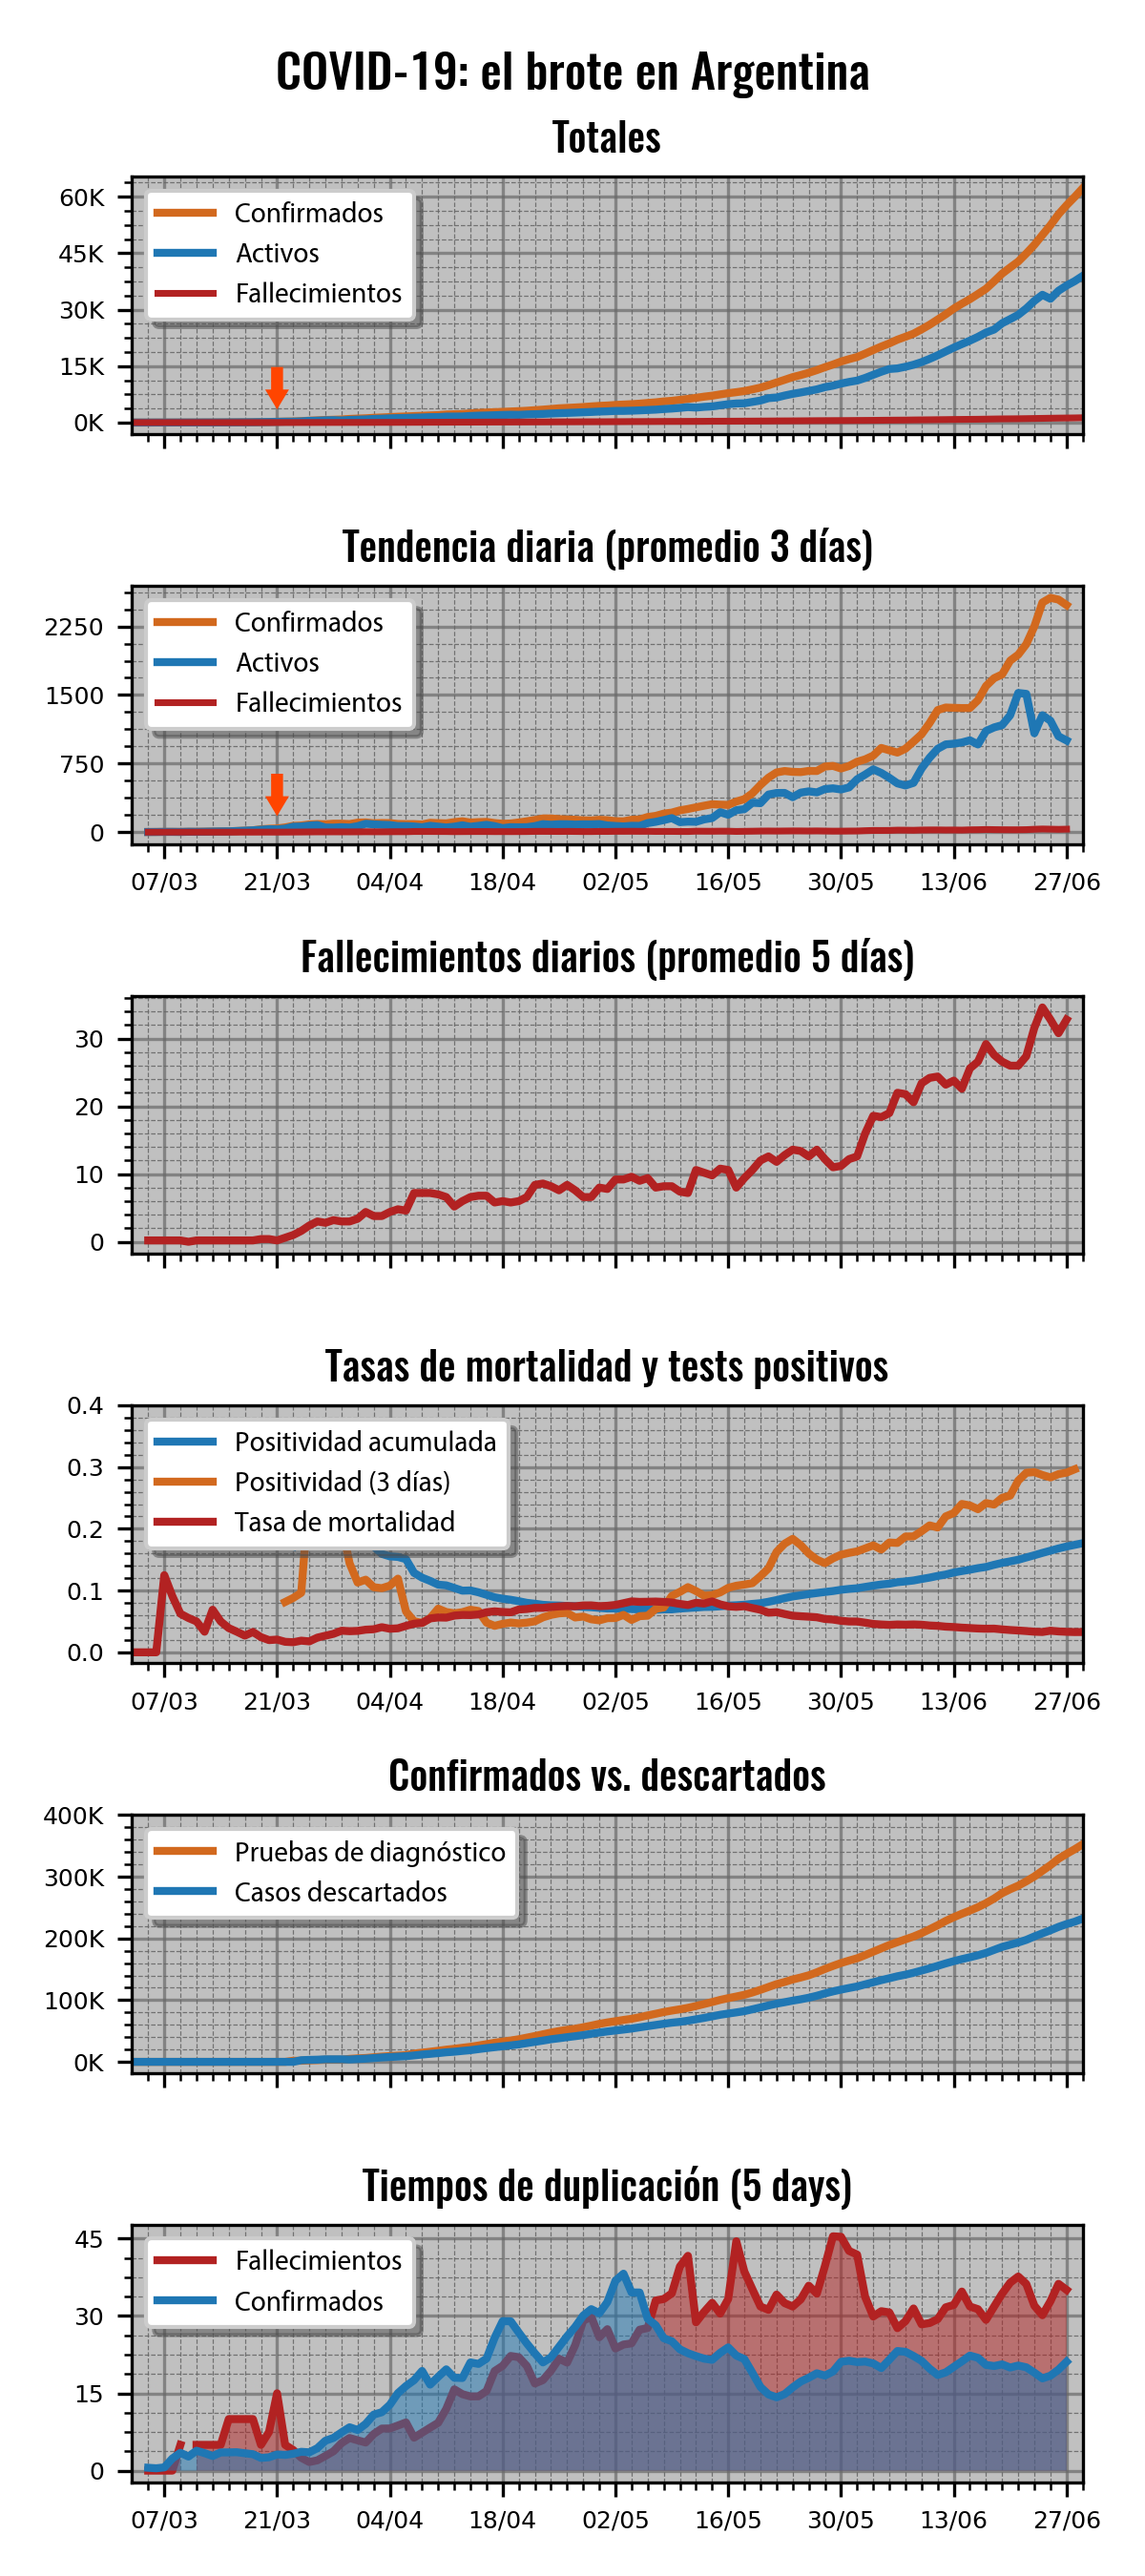 COVID-19: el brote en Argentina
Totales
60K
45K
30K
15K
0K
Confirmados
Activos
Fallecimientos
Tendencia diaria (promedio 3 días)
2250
1500
750
0
Confirmados
Activos
Fallecimientos
07/03 21/03 04/04 18/04 02/05 16/05 30/05 13/06 27/06
Fallecimientos diarios (promedio 5 días)
30
20
10
0
Tasas de mortalidad y tests positivos
0.4
0.3
0.2
0.1
0.0
Positividad acumulada
Positividad (3 días)
Tasa de mortalidad
07/03 21/03 04/04 18/04 02/05 16/05 30/05 13/06 27/06
Confirmados vs. descartados
400K
300K
200K
100K
0K
Pruebas de diagnóstico
Casos descartados
Tiempos de duplicación (5 days)
45
30
15
0
Fallecimientos
Confirmados
07/03 21/03 04/04 18/04 02/05 16/05 30/05 13/06 27/06